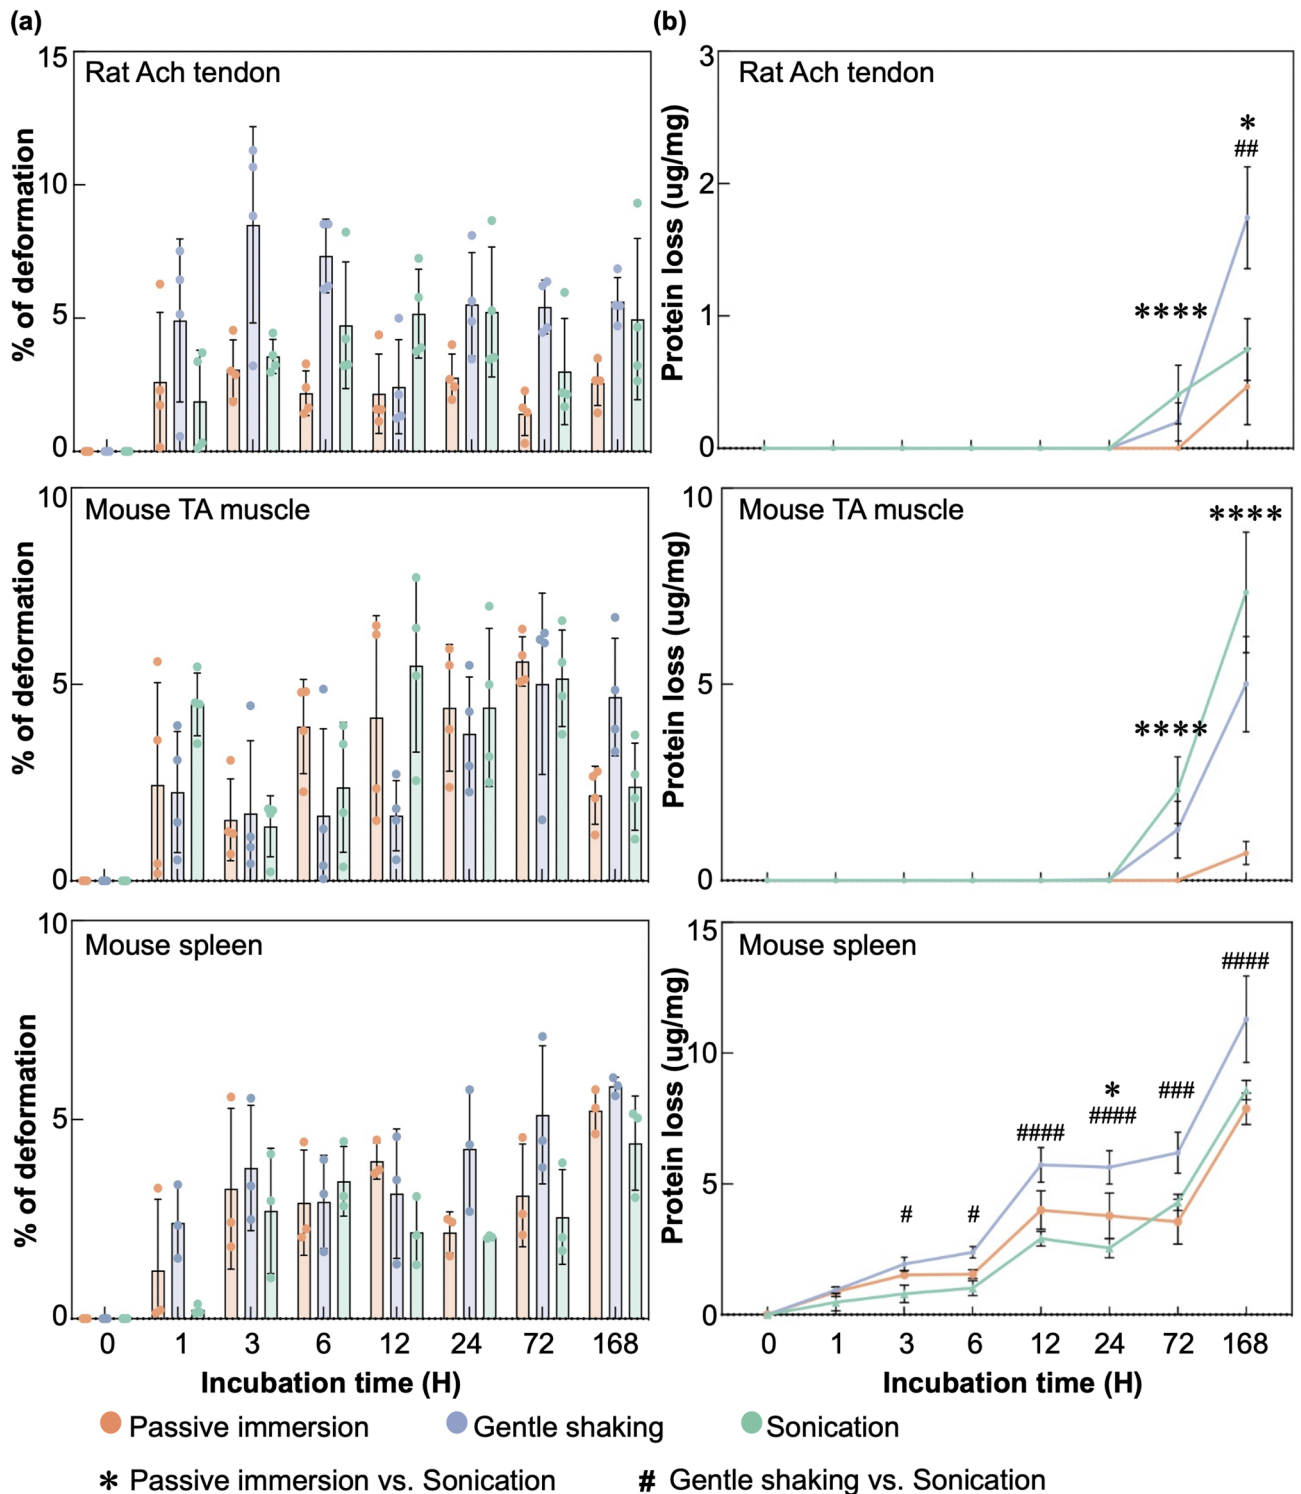 (a)
(b)
Rat Ach tendon
% of deformation
15
10
5
0
Rat Ach tendon
Protein loss (ug/mg)
3
2
1
0
****
*
##
Mouse TA muscle
% of deformation
10
5
0
Mouse TA muscle
Protein loss (ug/mg)
10
5
0
****
****
Mouse spleen
% of deformation
10
5
0
0 1 3 6 12 24 72 168
Incubation time (H)
Mouse spleen
Protein loss (ug/mg)
15
10
5
0
#
#
####
*
####
###
####
0 1 3 6 12 24 72 168
Incubation time (H)
Passive immersion Gentle shaking Sonication
* Passive immersion vs. Sonication # Gentle shaking vs. Sonication